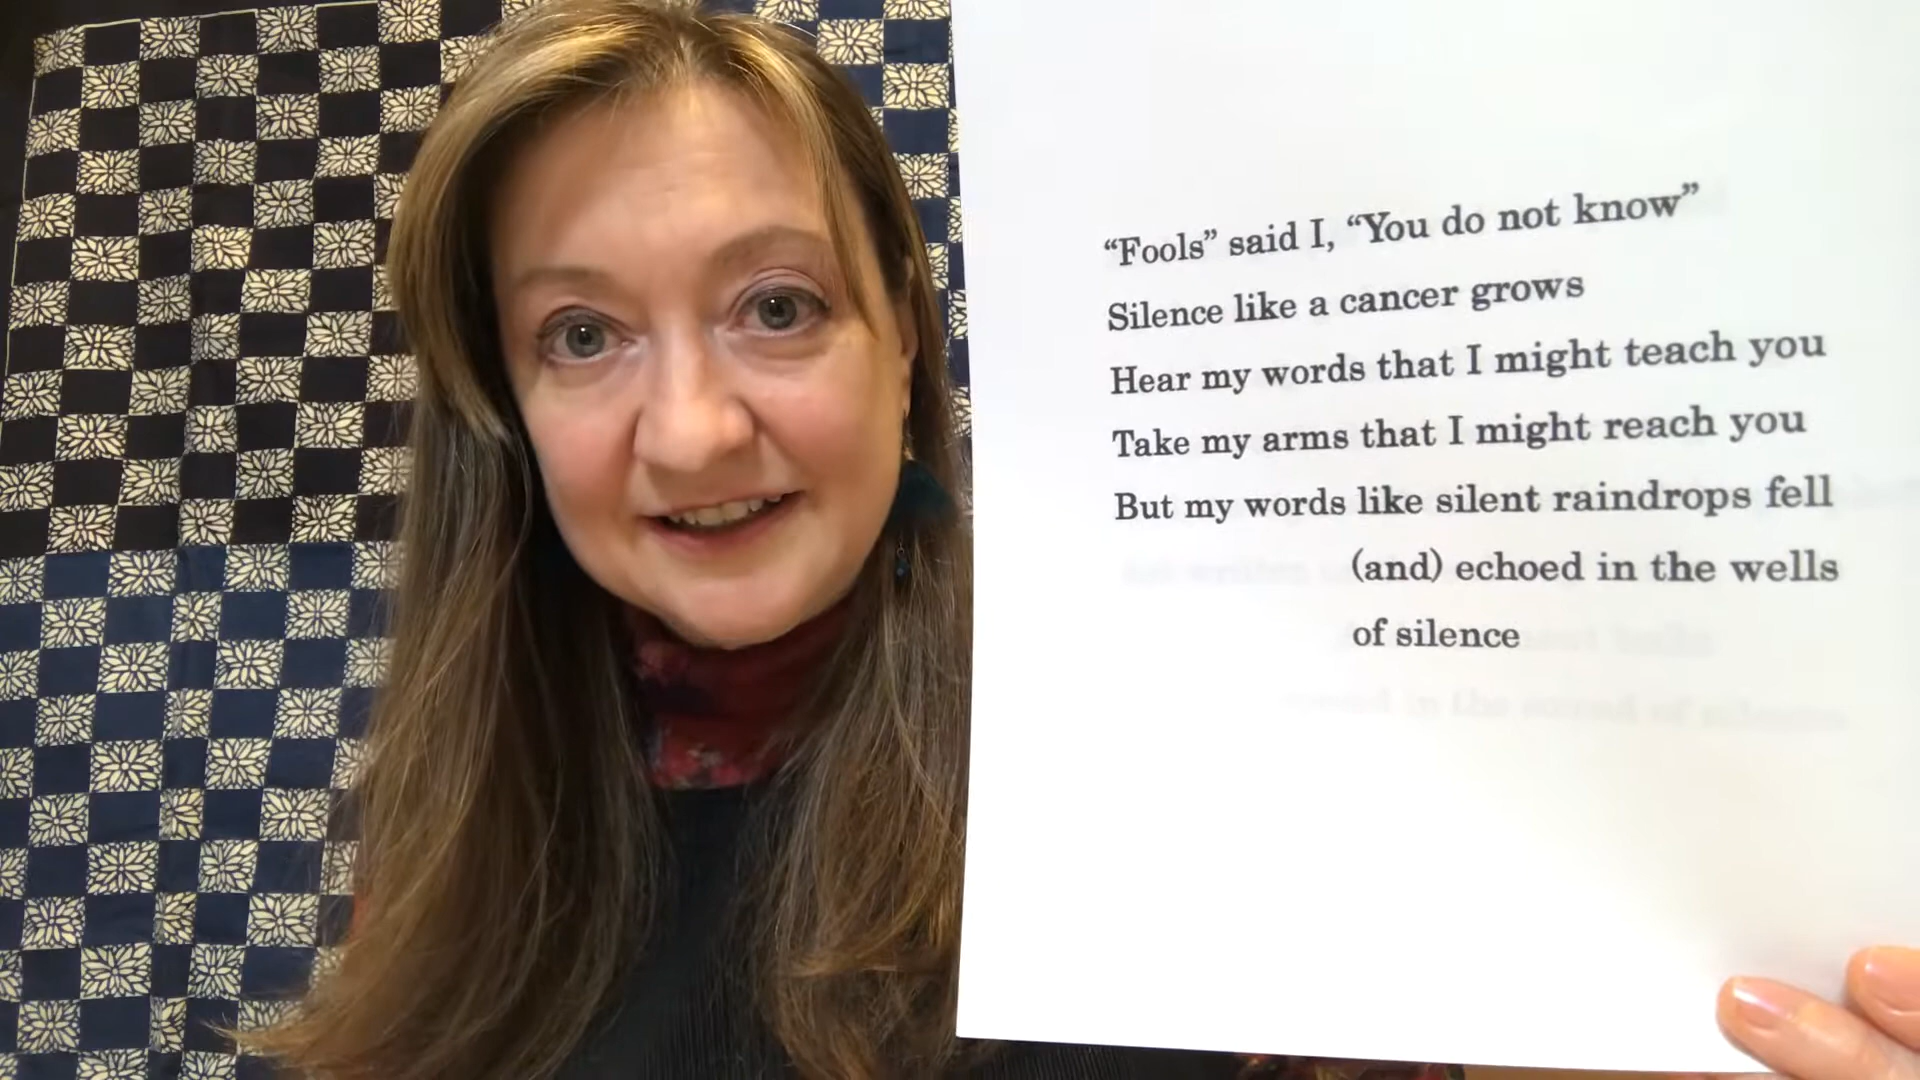 “Fools” said I, “You do not know”
Silence like a cancer grows
Hear my words that I might teach you
Take my arms that I might reach you
But my words like silent raindrops fell
(and) echoed in the wells
of silence